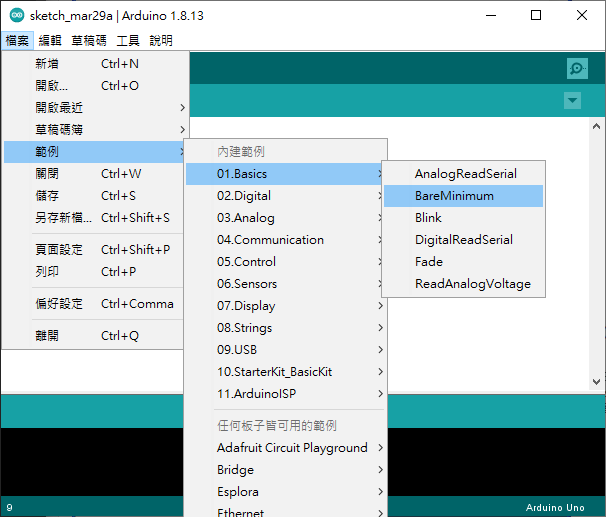 sketch_mar29a | Arduino 1.8.13
檔案 編輯 草稿碼 工具 說明
新增 Ctrl+N
開啟... Ctrl+O
開啟最近
草稿碼簿
範例
關閉 Ctrl+W
儲存 Ctrl+S
另存新檔... Ctrl+Shift+S
頁面設定 Ctrl+Shift+P
列印 Ctrl+P
偏好設定 Ctrl+Comma
離開 Ctrl+Q
內建範例
01.Basics
02.Digital
03.Analog
04.Communication
05.Control
06.Sensors
07.Display
08.Strings
09.USB
10.StarterKit_BasicKit
11.ArduinoISP
任何板子皆可用的範例
Adafruit Circuit Playground
Bridge
Esplora
Ethernet
AnalogReadSerial
BareMinimum
Blink
DigitalReadSerial
Fade
ReadAnalogVoltage
9
Arduino Uno